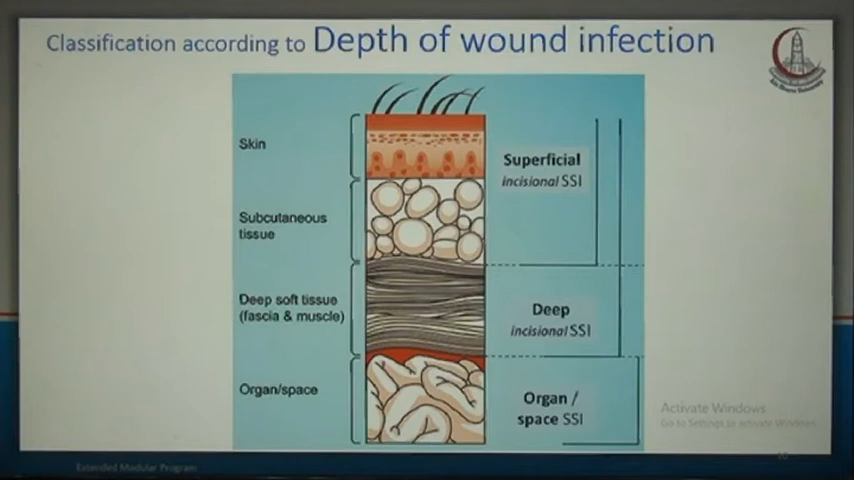 Classification according to Depth of wound infection
Skin
Superficial
incisional SSI
Subcutaneous
tissue
Deep soft tissue
(fascia & muscle)
Deep
incisional SSI
Organ/space
Organ /
space SSI
Activate Windows
Go to Settings to activate Windows.
Extended Modular Program